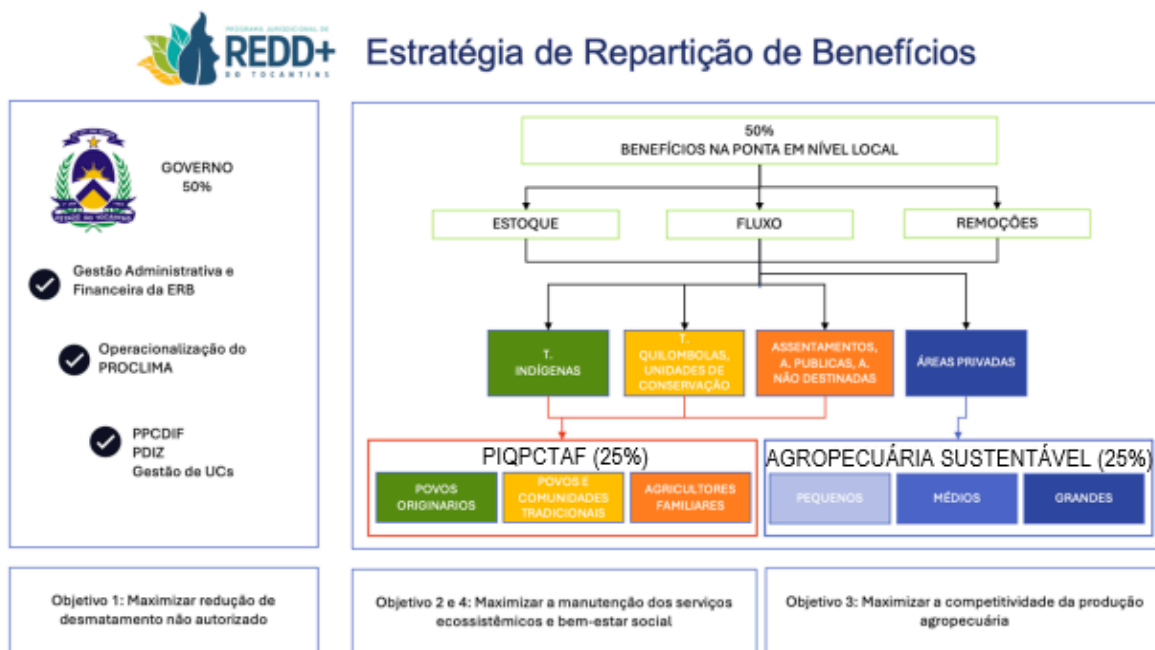 PROGRAMA JURISDICIONAL DE
REDD+
DO TOCANTINS
Estratégia de Repartição de Benefícios
GOVERNO
50%
Gestão Administrativa e
Financeira da ERB
Operacionalização do
PROCLIMA
PPCDIF
PDIZ
Gestão de UCs
50%
BENEFÍCIOS NA PONTA EM NÍVEL LOCAL
ESTOQUE
FLUXO
REMOÇÕES
T.
INDÍGENAS
T.
QUILOMBOLAS,
UNIDADES DE
CONSERVAÇÃO
ASSENTAMENTOS,
A. PUBLICAS, A.
NÃO DESTINADAS
ÁREAS PRIVADAS
PIQPCTAF (25%)
POVOS
ORIGINARIOS
POVOS E
COMUNIDADES
TRADICIONAIS
AGRICULTORES
FAMILIARES
AGROPECUÁRIA SUSTENTÁVEL (25%)
PEQUENOS
MÉDIOS
GRANDES
Objetivo 1: Maximizar redução de
desmatamento não autorizado
Objetivo 2 e 4: Maximizar a manutenção dos serviços
ecossistêmicos e bem-estar social
Objetivo 3: Maximizar a competitividade da produção
agropecuária